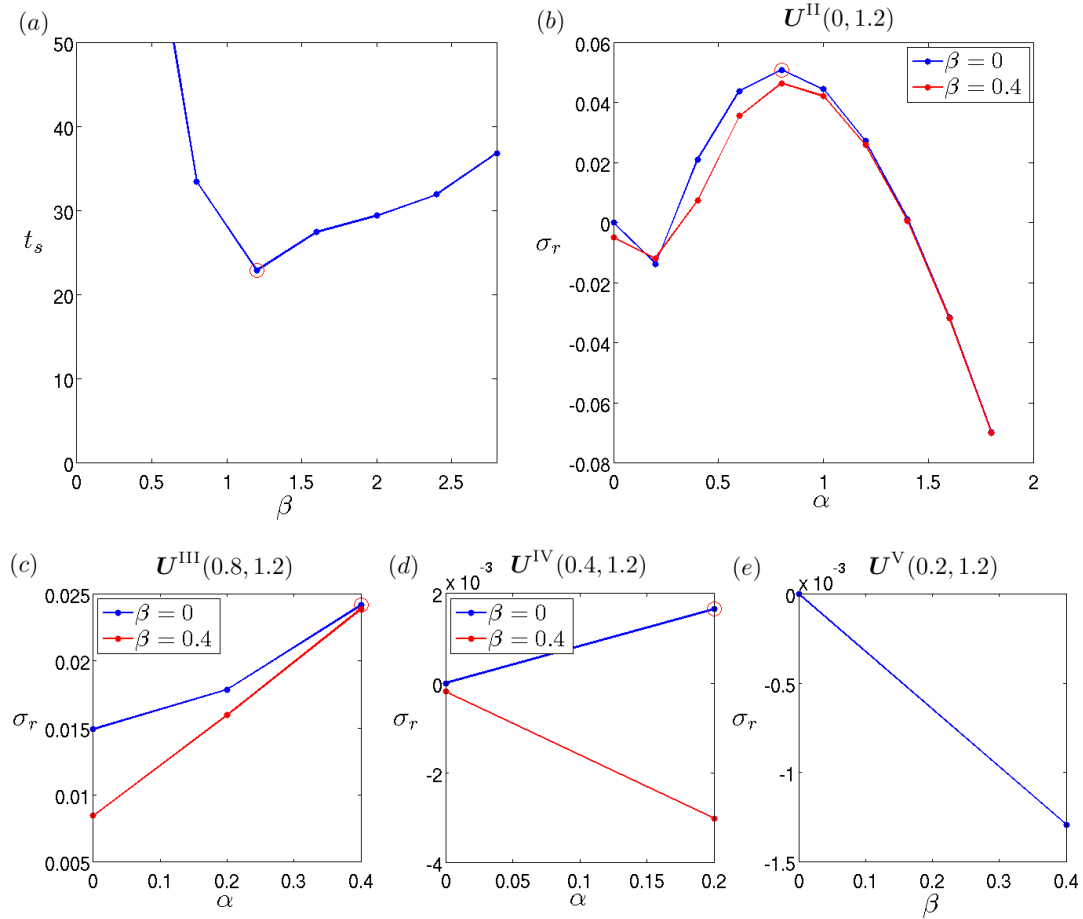 (a)
50
40
30
20
10
0
t_s
0 0.5 1 1.5 2 2.5
β
(b) U^II(0, 1.2)
0.06
0.04
0.02
0
-0.02
-0.04
-0.06
-0.08
σ_r
β = 0
β = 0.4
0 0.5 1 1.5 2
α
(c) U^III(0.8, 1.2)
0.025
0.02
0.015
0.01
0.005
σ_r
β = 0
β = 0.4
0 0.1 0.2 0.3 0.4
α
(d) U^IV(0.4, 1.2)
x 10^-3
2
0
-2
-4
σ_r
β = 0
β = 0.4
0 0.05 0.1 0.15 0.2
α
(e) U^V(0.2, 1.2)
x 10^-3
0
-0.5
-1
-1.5
σ_r
0 0.1 0.2 0.3 0.4
β